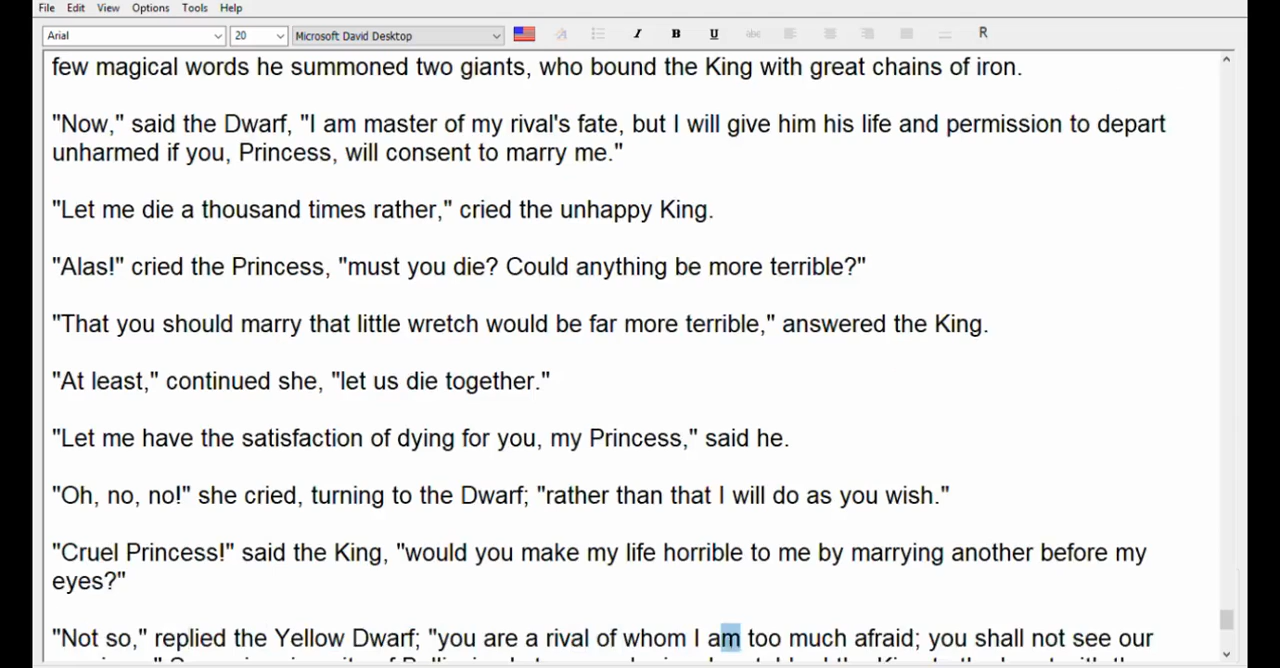 File Edit View Options Tools Help
Arial 20 Microsoft David Desktop I B U abc R
few magical words he summoned two giants, who bound the King with great chains of iron.
"Now," said the Dwarf, "I am master of my rival's fate, but I will give him his life and permission to depart
unharmed if you, Princess, will consent to marry me."
"Let me die a thousand times rather," cried the unhappy King.
"Alas!" cried the Princess, "must you die? Could anything be more terrible?"
"That you should marry that little wretch would be far more terrible," answered the King.
"At least," continued she, "let us die together."
"Let me have the satisfaction of dying for you, my Princess," said he.
"Oh, no, no!" she cried, turning to the Dwarf; "rather than that I will do as you wish."
"Cruel Princess!" said the King, "would you make my life horrible to me by marrying another before my
eyes?"
"Not so," replied the Yellow Dwarf; "you are a rival of whom I am too much afraid; you shall not see our